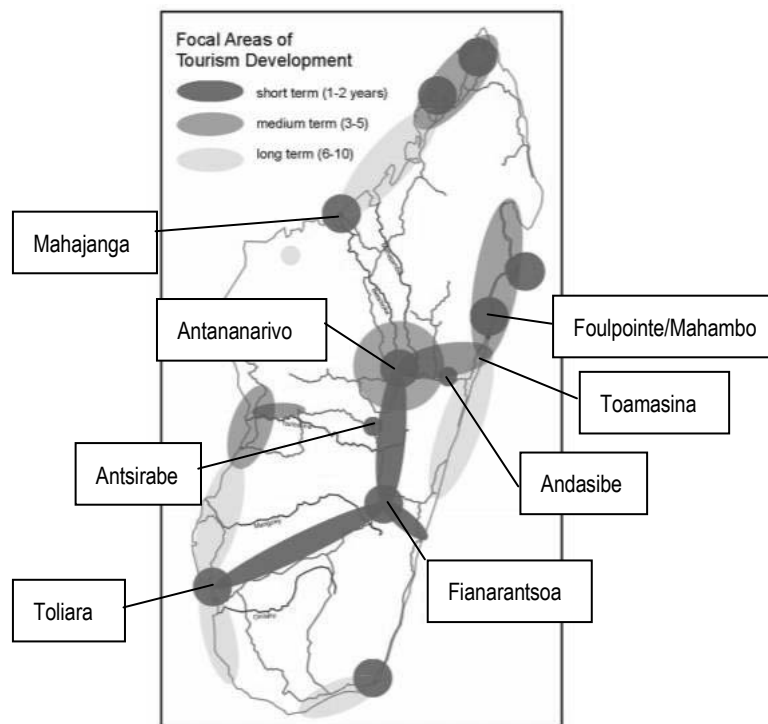 Focal Areas of
Tourism Development
short term (1-2 years)
medium term (3-5)
long term (6-10)
Mahajanga
Antananarivo
Foulpointe/Mahambo
Toamasina
Antsirabe
Andasibe
Mangoky
Fianarantsoa
Toliara